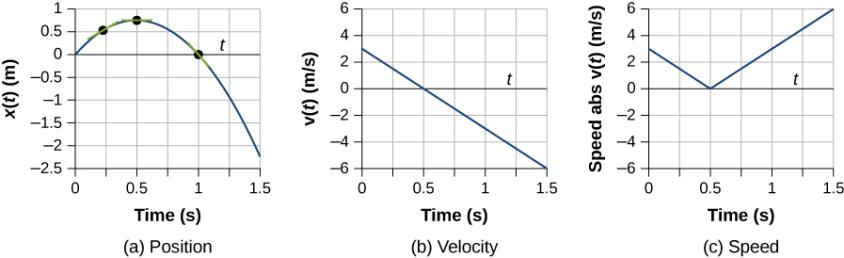 x(t) (m)
1
0.5
0
–0.5
–1
–1.5
–2
–2.5
t
0 0.5 1 1.5
Time (s)
(a) Position
v(t) (m/s)
6
4
2
0
–2
–4
–6
t
0 0.5 1 1.5
Time (s)
(b) Velocity
Speed abs v(t) (m/s)
6
4
2
0
–2
–4
–6
t
0 0.5 1 1.5
Time (s)
(c) Speed